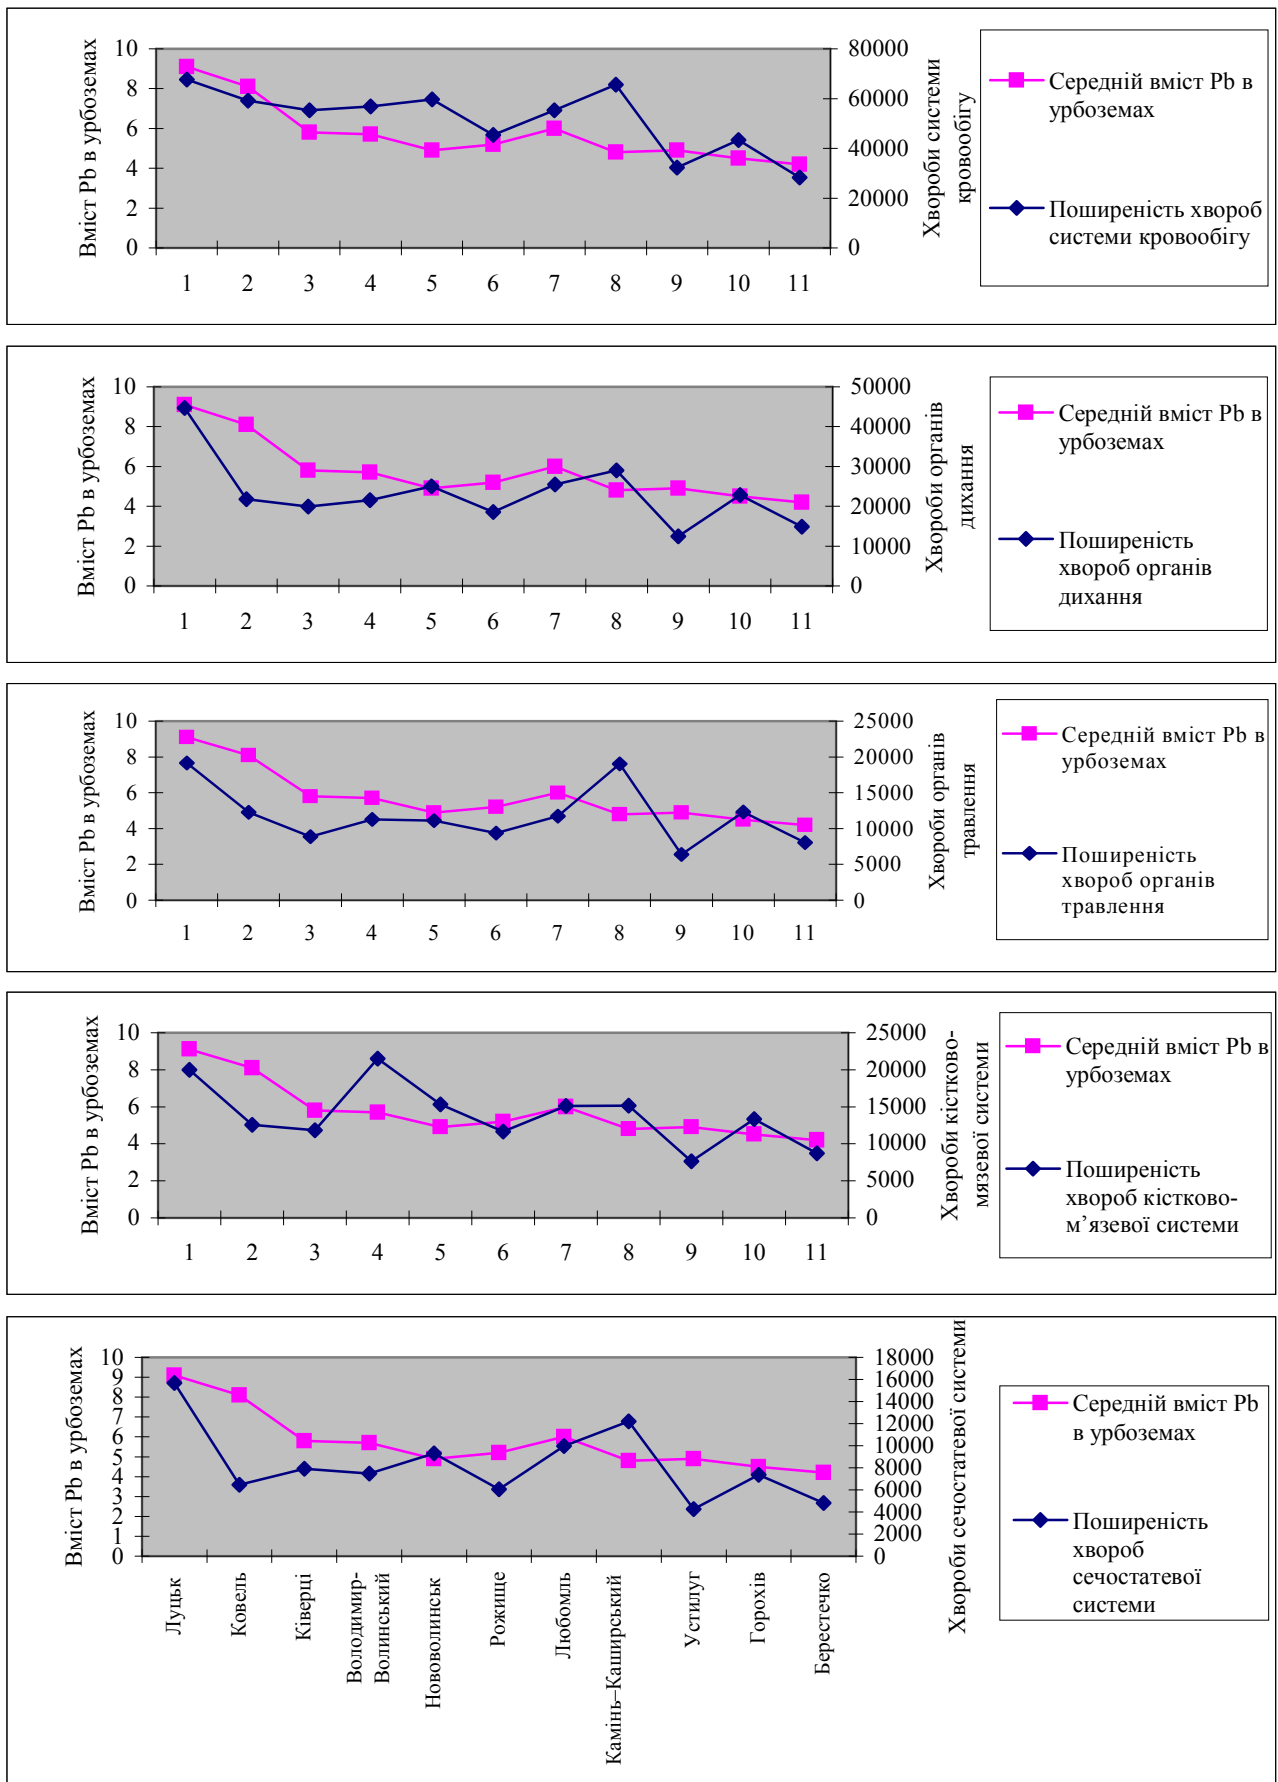 Вміст Pb в урбоземах
10
8
6
4
2
0
1 2 3 4 5 6 7 8 9 10 11
80000
60000
40000
20000
0
Хвороби системи
кровообігу
Середній вміст Pb в
урбоземах
Поширеність хвороб
системи кровообігу
Вміст Pb в урбоземах
10
8
6
4
2
0
1 2 3 4 5 6 7 8 9 10 11
50000
40000
30000
20000
10000
0
Хвороби органів
дихання
Середній вміст Pb в
урбоземах
Поширеність
хвороб органів
дихання
Вміст Pb в урбоземах
10
8
6
4
2
0
1 2 3 4 5 6 7 8 9 10 11
25000
20000
15000
10000
5000
0
Хвороби органів
травлення
Середній вміст Pb в
урбоземах
Поширеність
хвороб органів
травлення
Вміст Pb в урбоземах
10
8
6
4
2
0
1 2 3 4 5 6 7 8 9 10 11
25000
20000
15000
10000
5000
0
Хвороби кістково-
мязевої системи
Середній вміст Pb в
урбоземах
Поширеність
хвороб кістково-
м’язевої системи
Вміст Pb в урбоземах
10
9
8
7
6
5
4
3
2
1
0
Луцьк
Ковель
Ківерці
Володимир-
Волинський
Нововолинськ
Рожище
Любомль
Камінь–Каширський
Устилуг
Горохів
Берестечко
18000
16000
14000
12000
10000
8000
6000
4000
2000
0
Хвороби сечостатевої системи
Середній вміст Pb
в урбоземах
Поширеність
хвороб
сечостатевої
системи